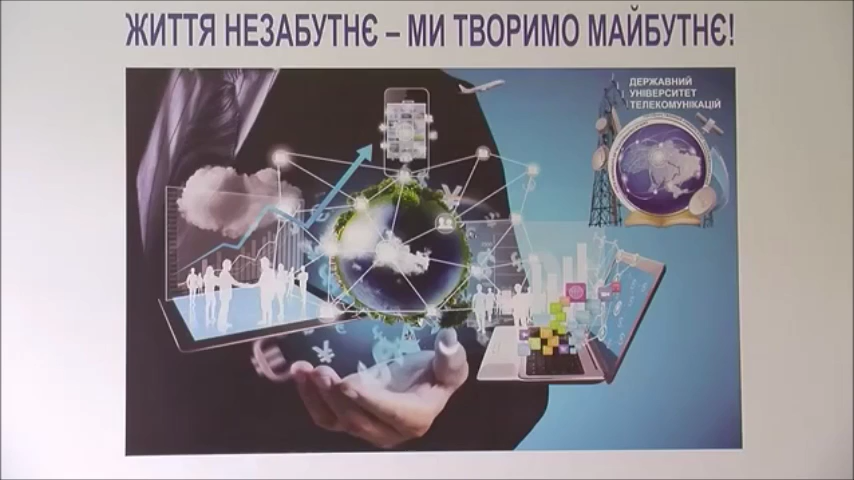 ЖИТТЯ НЕЗАБУТНЄ – МИ ТВОРИМО МАЙБУТНЄ!
ДЕРЖАВНИЙ
УНІВЕРСИТЕТ
ТЕЛЕКОМУНІКАЦІЙ